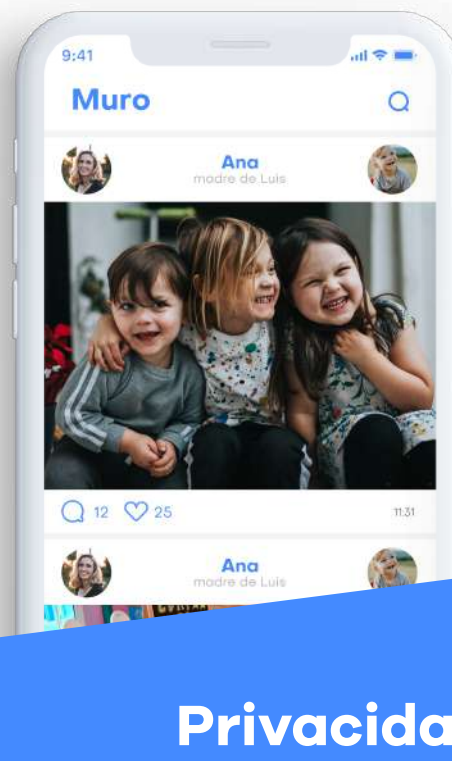 9:41
Muro
Ana
madre de Luis
12 25 11.31
Ana
madre de Luis
Privacida